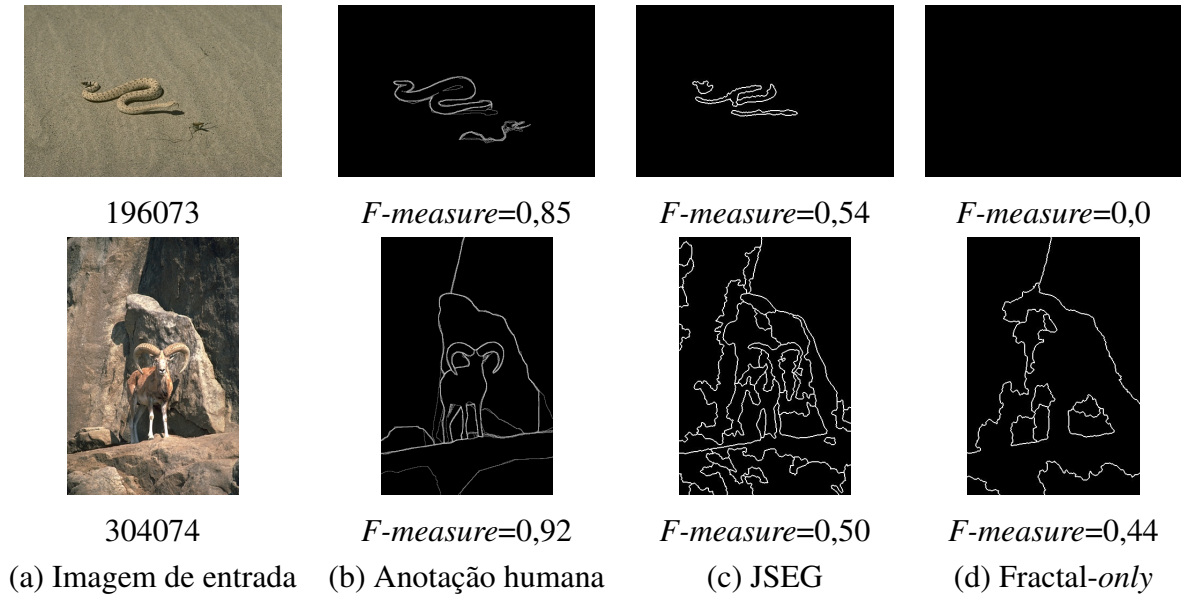 196073 F-measure=0,85 F-measure=0,54 F-measure=0,0
304074 F-measure=0,92 F-measure=0,50 F-measure=0,44
(a) Imagem de entrada (b) Anotação humana (c) JSEG (d) Fractal-only